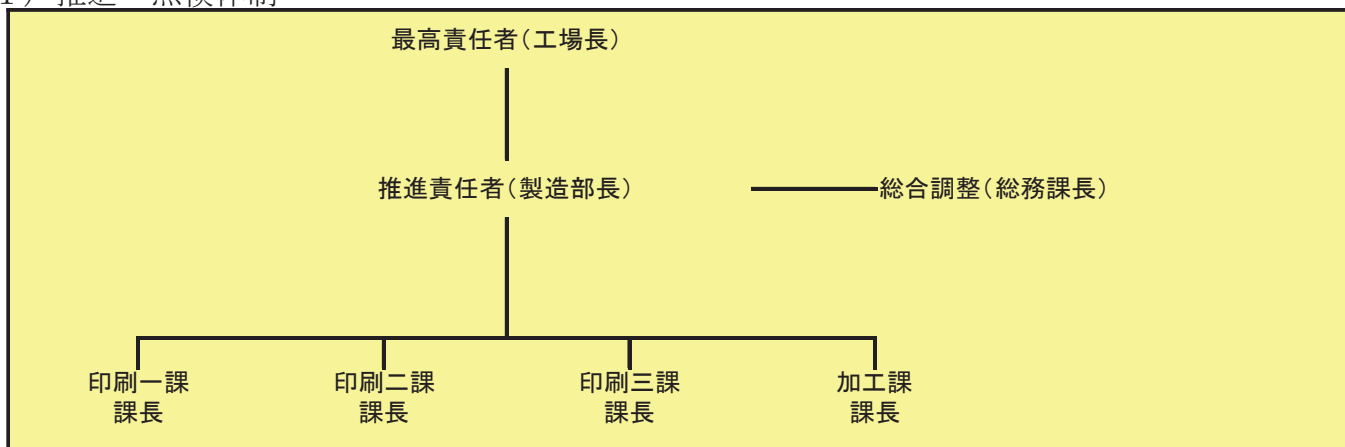 最高責任者（工場長）
推進責任者（製造部長）
総合調整（総務課長）
印刷一課
課長
印刷二課
課長
印刷三課
課長
加工課
課長